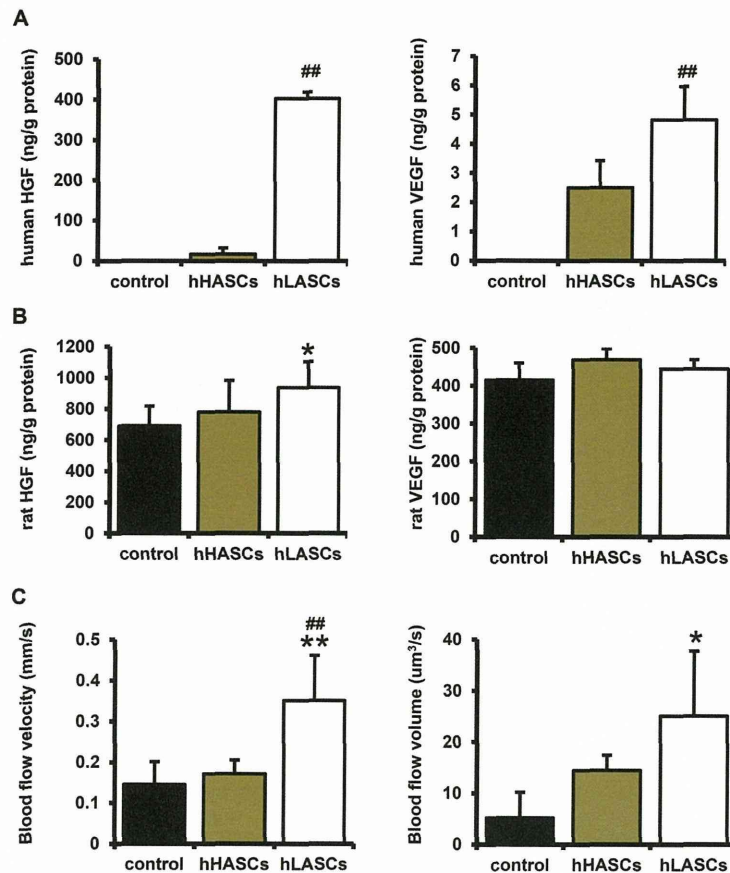 A
human HGF (ng/g protein)
500
400
300
200
100
0
##
control hHASCs hLASCs
human VEGF (ng/g protein)
7
6
5
4
3
2
1
0
##
control hHASCs hLASCs
B
rat HGF (ng/g protein)
1200
1000
800
600
400
200
0
*
control hHASCs hLASCs
rat VEGF (ng/g protein)
500
400
300
200
100
0
control hHASCs hLASCs
C
Blood flow velocity (mm/s)
0.5
0.4
0.3
0.2
0.1
0
##
**
control hHASCs hLASCs
Blood flow volume (um³/s)
40
30
20
10
0
*
control hHASCs hLASCs